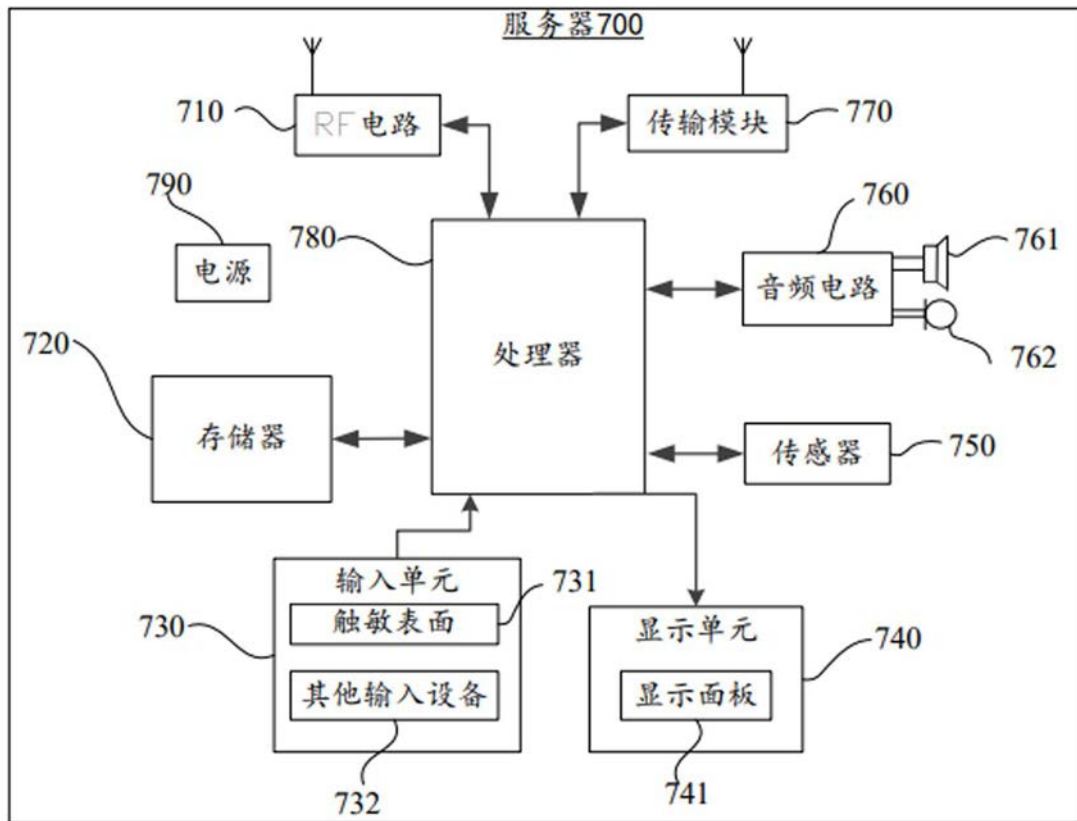 服务器700
710
RF电路
传输模块
770
790
电源
780
处理器
760
音频电路
761
762
720
存储器
传感器
750
输入单元
731
730
触敏表面
其他输入设备
732
显示单元
740
显示面板
741